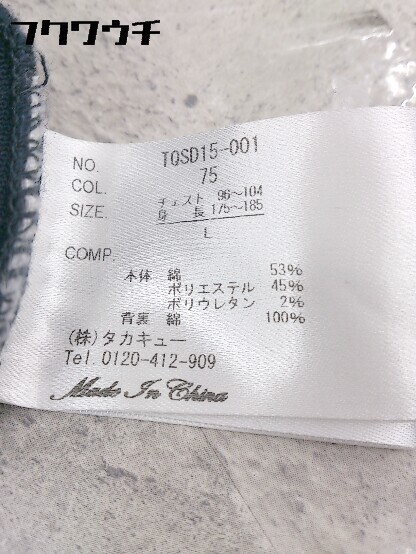 フクワウチ
NO. TQSD15-001
COL. 75
SIZE. チェスト 96～104
身 長 175～185
L
COMP.
本体 綿 53%
ポリエステル 45%
ポリウレタン 2%
背裏 綿 100%
(株)タカキュー
Tel. 0120-412-909
Made In China